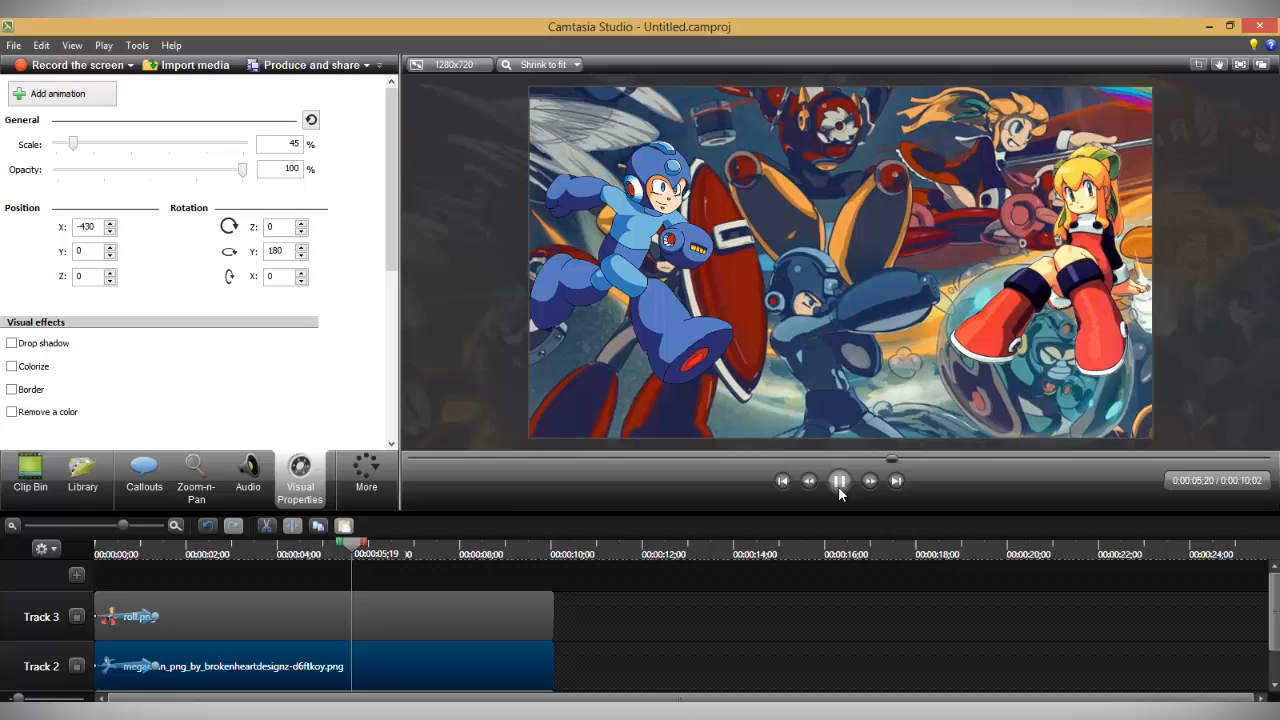 Camtasia Studio - Untitled.camproj
File Edit View Play Tools Help
Record the screen Import media Produce and share
1280x720 Shrink to fit
Add animation
General
Scale: 45 %
Opacity: 100 %
Position Rotation
X: -430 Z: 0
Y: 0 Y: 180
Z: 0 X: 0
Visual effects
Drop shadow
Colorize
Border
Remove a color
Clip Bin Library Callouts Zoom-n-Pan Audio Visual Properties More
0:00:05;20 / 0:00:10;02
00:00:00;00 00:00:02;00 00:00:04;00 00:00:05;19 00:00:08;00 00:00:10;00 00:00:12;00 00:00:14;00 00:00:16;00 00:00:18;00 00:00:20;00 00:00:22;00 00:00:24;00
Track 3 roll.png
Track 2